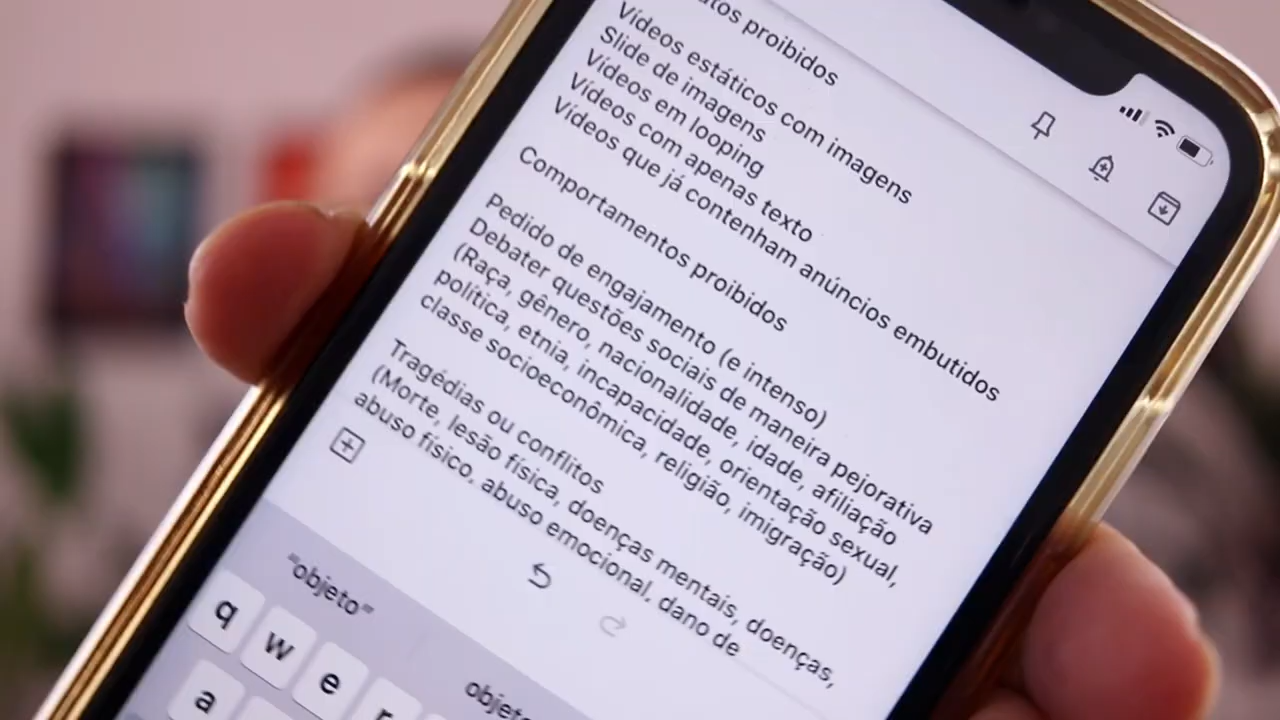 proibidos
Vídeos estáticos com imagens
Slide de imagens
Vídeos em looping
Vídeos com apenas texto
Vídeos que já contenham anúncios embutidos
Comportamentos proibidos
Pedido de engajamento (e intenso)
Debater questões sociais de maneira pejorativa
(Raça, gênero, nacionalidade, idade, afiliação
política, etnia, incapacidade, orientação sexual,
classe socioeconômica, religião, imigração)
Tragédias ou conflitos
(Morte, lesão física, doenças mentais, doenças,
abuso físico, abuso emocional, dano de
"objeto"
objeto
q
w
e
r
a